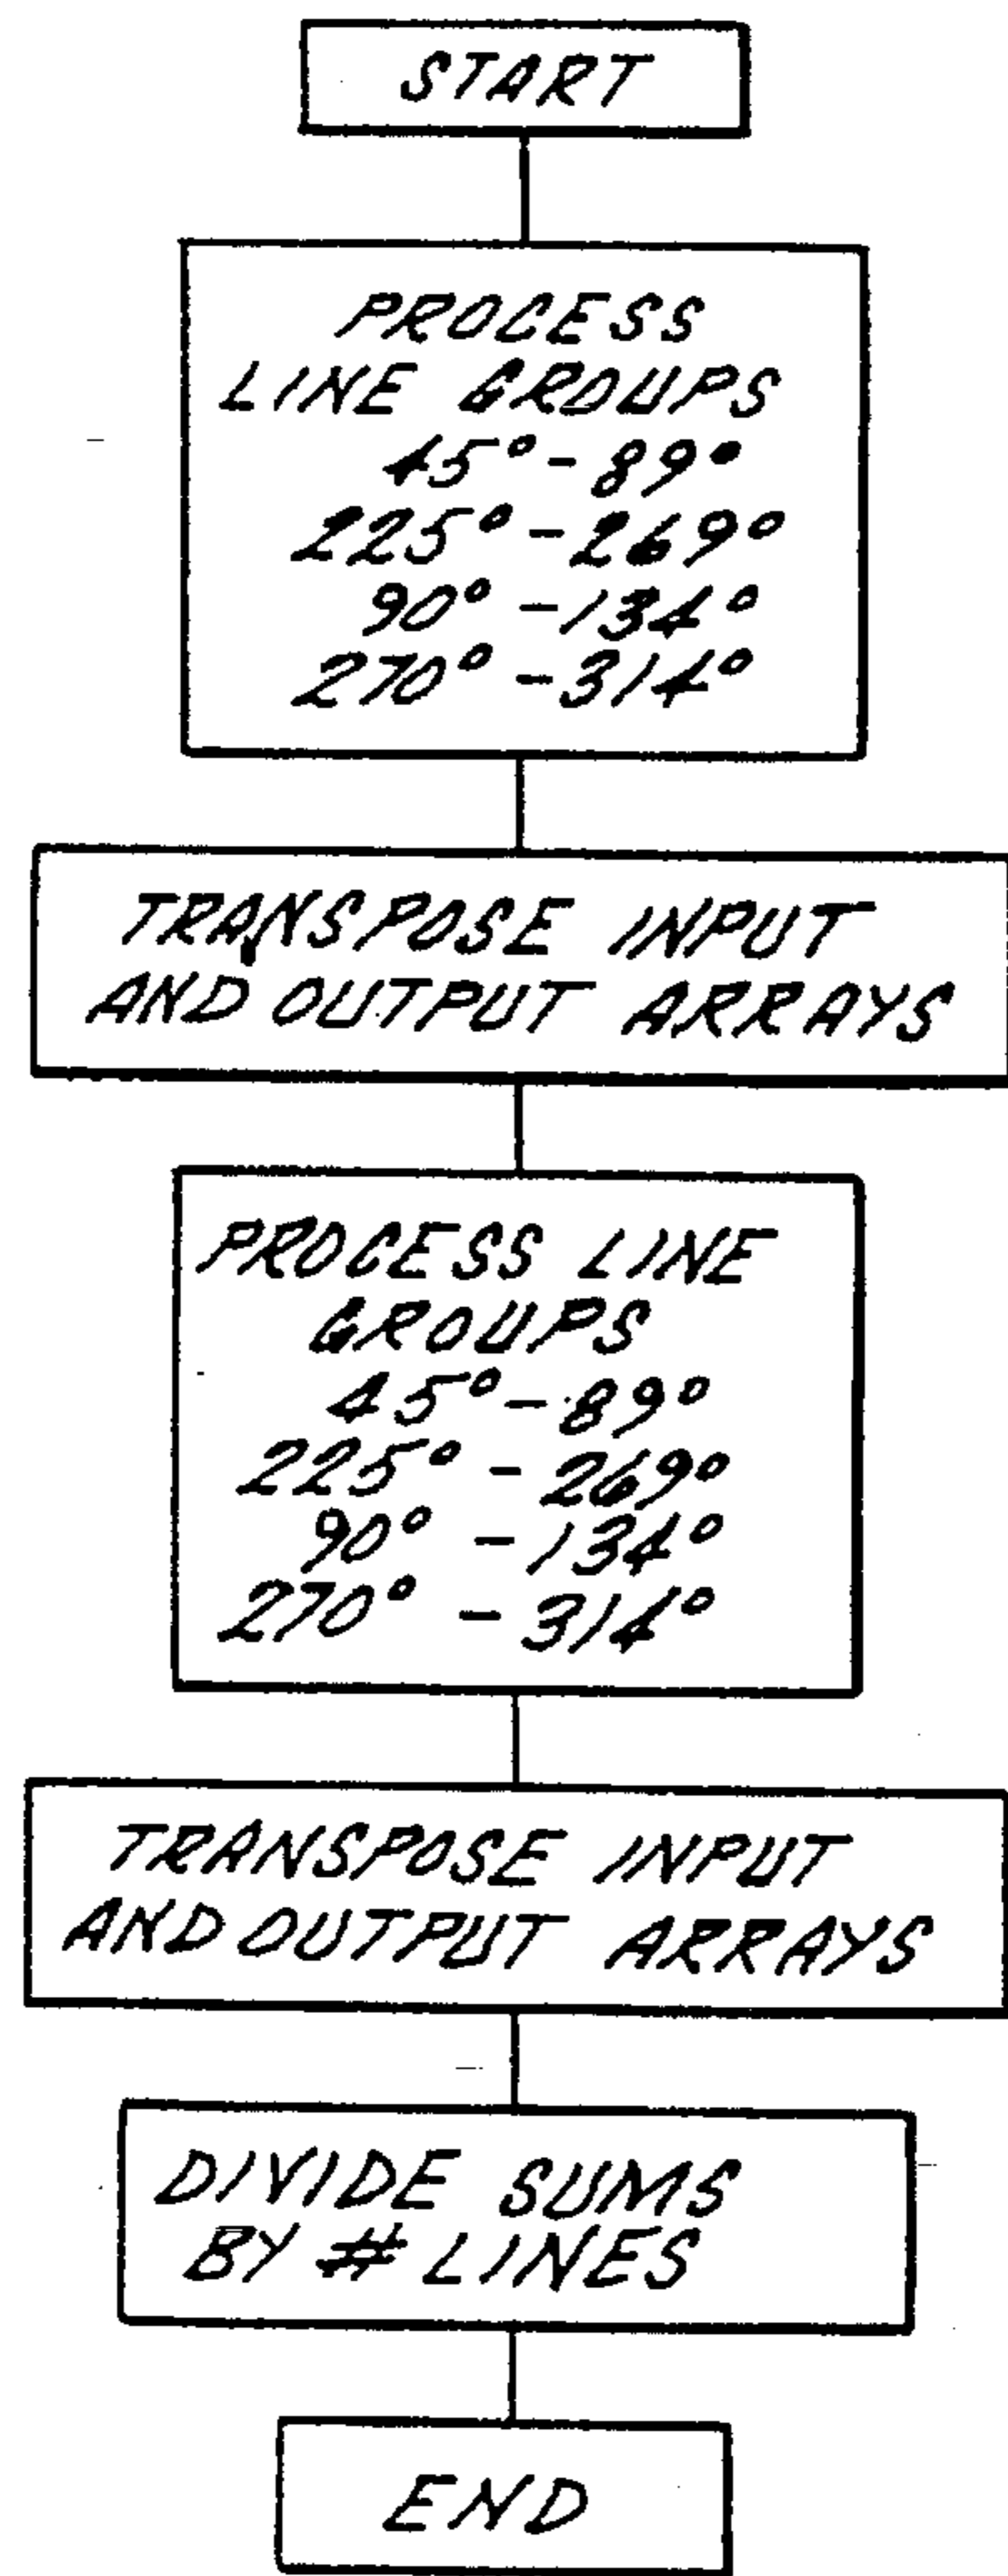 START
PROCESS
LINE GROUPS
45° - 89°
225° - 269°
90° - 134°
270° - 314°
TRANSPOSE INPUT
AND OUTPUT ARRAYS
PROCESS LINE
GROUPS
45° - 89°
225° - 269°
90° - 134°
270° - 314°
TRANSPOSE INPUT
AND OUTPUT ARRAYS
DIVIDE SUMS
BY # LINES
END